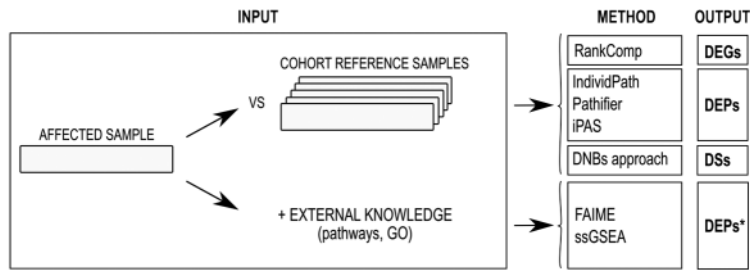 INPUT
METHOD
OUTPUT
AFFECTED SAMPLE
VS
COHORT REFERENCE SAMPLES
+ EXTERNAL KNOWLEDGE
(pathways, GO)
RankComp
DEGs
IndividPath
Pathifier
iPAS
DEPs
DNBs approach
DSs
FAIME
ssGSEA
DEPs*